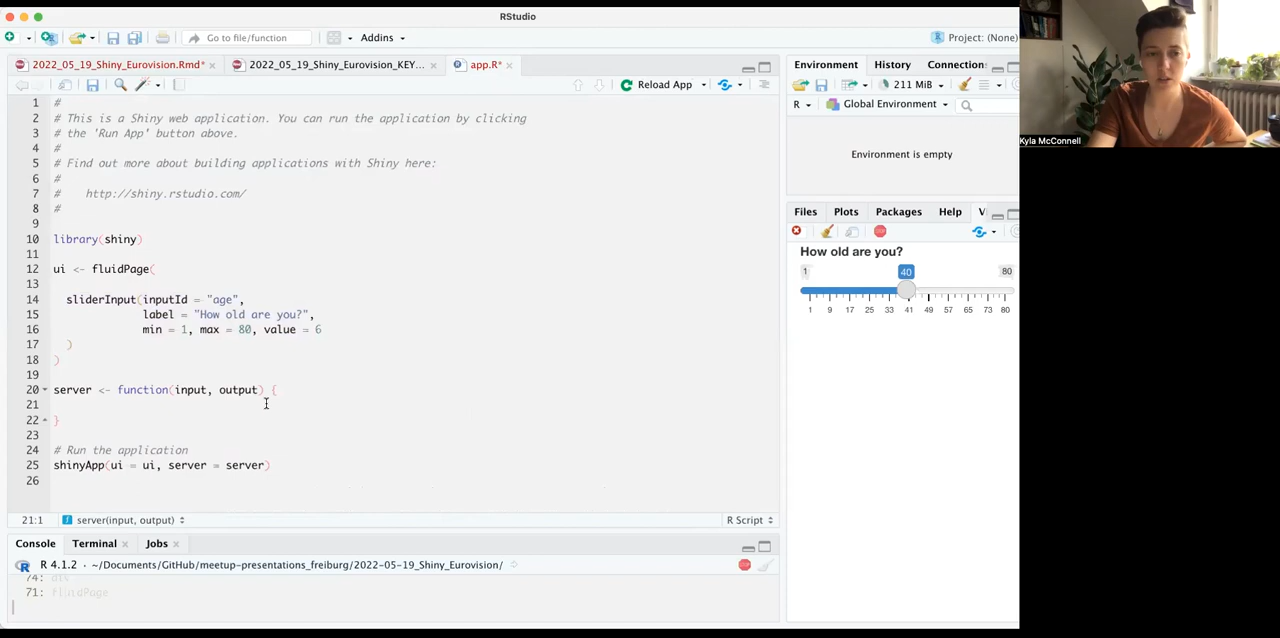 RStudio
Go to file/function
Addins
Project: (None)
2022_05_19_Shiny_Eurovision.Rmd*
2022_05_19_Shiny_Eurovision_KEY...
app.R*
Reload App
1 #
2 # This is a Shiny web application. You can run the application by clicking
3 # the 'Run App' button above.
4 #
5 # Find out more about building applications with Shiny here:
6 #
7 #    http://shiny.rstudio.com/
8 #
9
10 library(shiny)
11
12 ui <- fluidPage(
13
14   sliderInput(inputId = "age",
15               label = "How old are you?",
16               min = 1, max = 80, value = 6
17   )
18 )
19
20 server <- function(input, output) {
21
22 }
23
24 # Run the application
25 shinyApp(ui = ui, server = server)
26
21:1 server(input, output) R Script
Console Terminal Jobs
R 4.1.2 · ~/Documents/GitHub/meetup-presentations_freiburg/2022-05-19_Shiny_Eurovision/
71: fluidPage
Environment History Connection
211 MiB
R Global Environment
Environment is empty
Files Plots Packages Help
How old are you?
1 40 80
1 9 17 25 33 41 49 57 65 73 80
Kyla McConnell